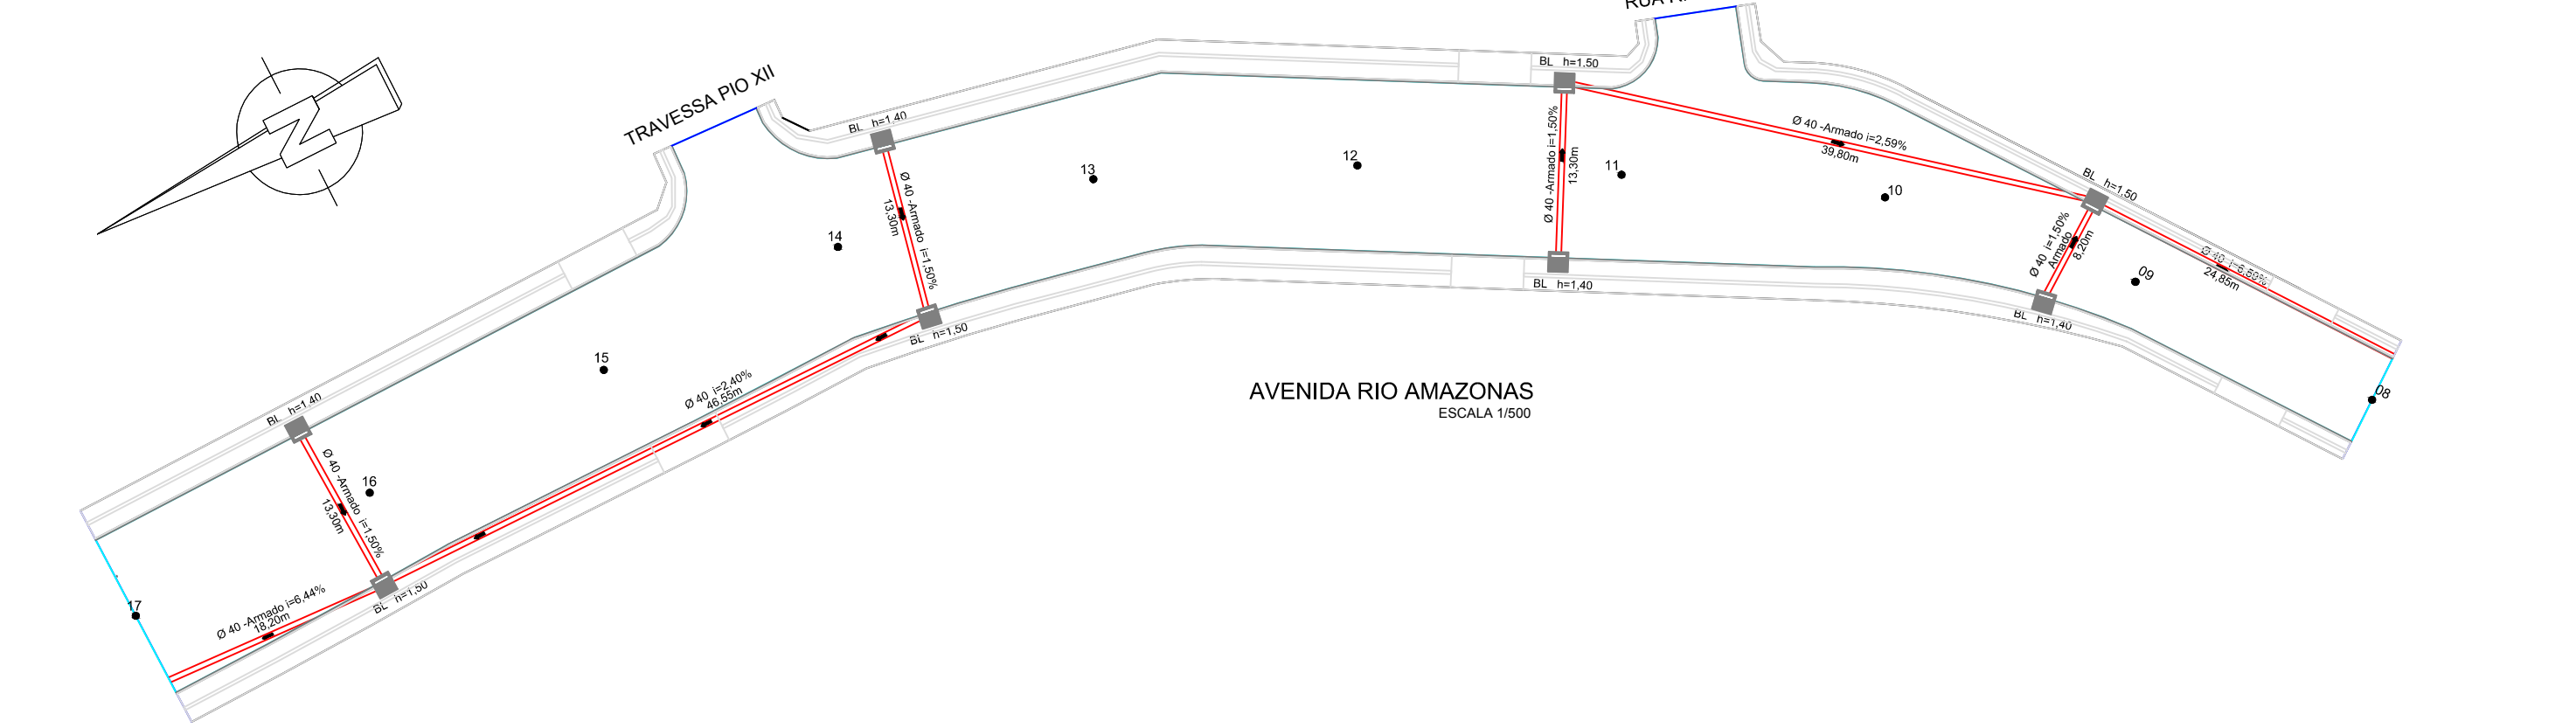 RUA
TRAVESSA PIO XII
N
BL h=1.50
BL h=1,40
Ø 40 -Armado i=1,50%
13,30m
Ø 40 -Armado i=2,59%
39,80m
12
11
13
10
14
BL h=1,50
Ø 40 -Armado i=1,50%
13,30m
Ø 40 i=1,50%
Armado
8,20m
Ø 40 i=6,50%
24,85m
09
BL h=1,40
BL h=1,40
BL h=1,50
15
Ø 40 i=2,40%
46,55m
AVENIDA RIO AMAZONAS
ESCALA 1/500
08
BL h=1,40
Ø 40 -Armado i=1,50%
13,30m
16
BL h=1,50
17
Ø 40 -Armado i=6,44%
18,20m